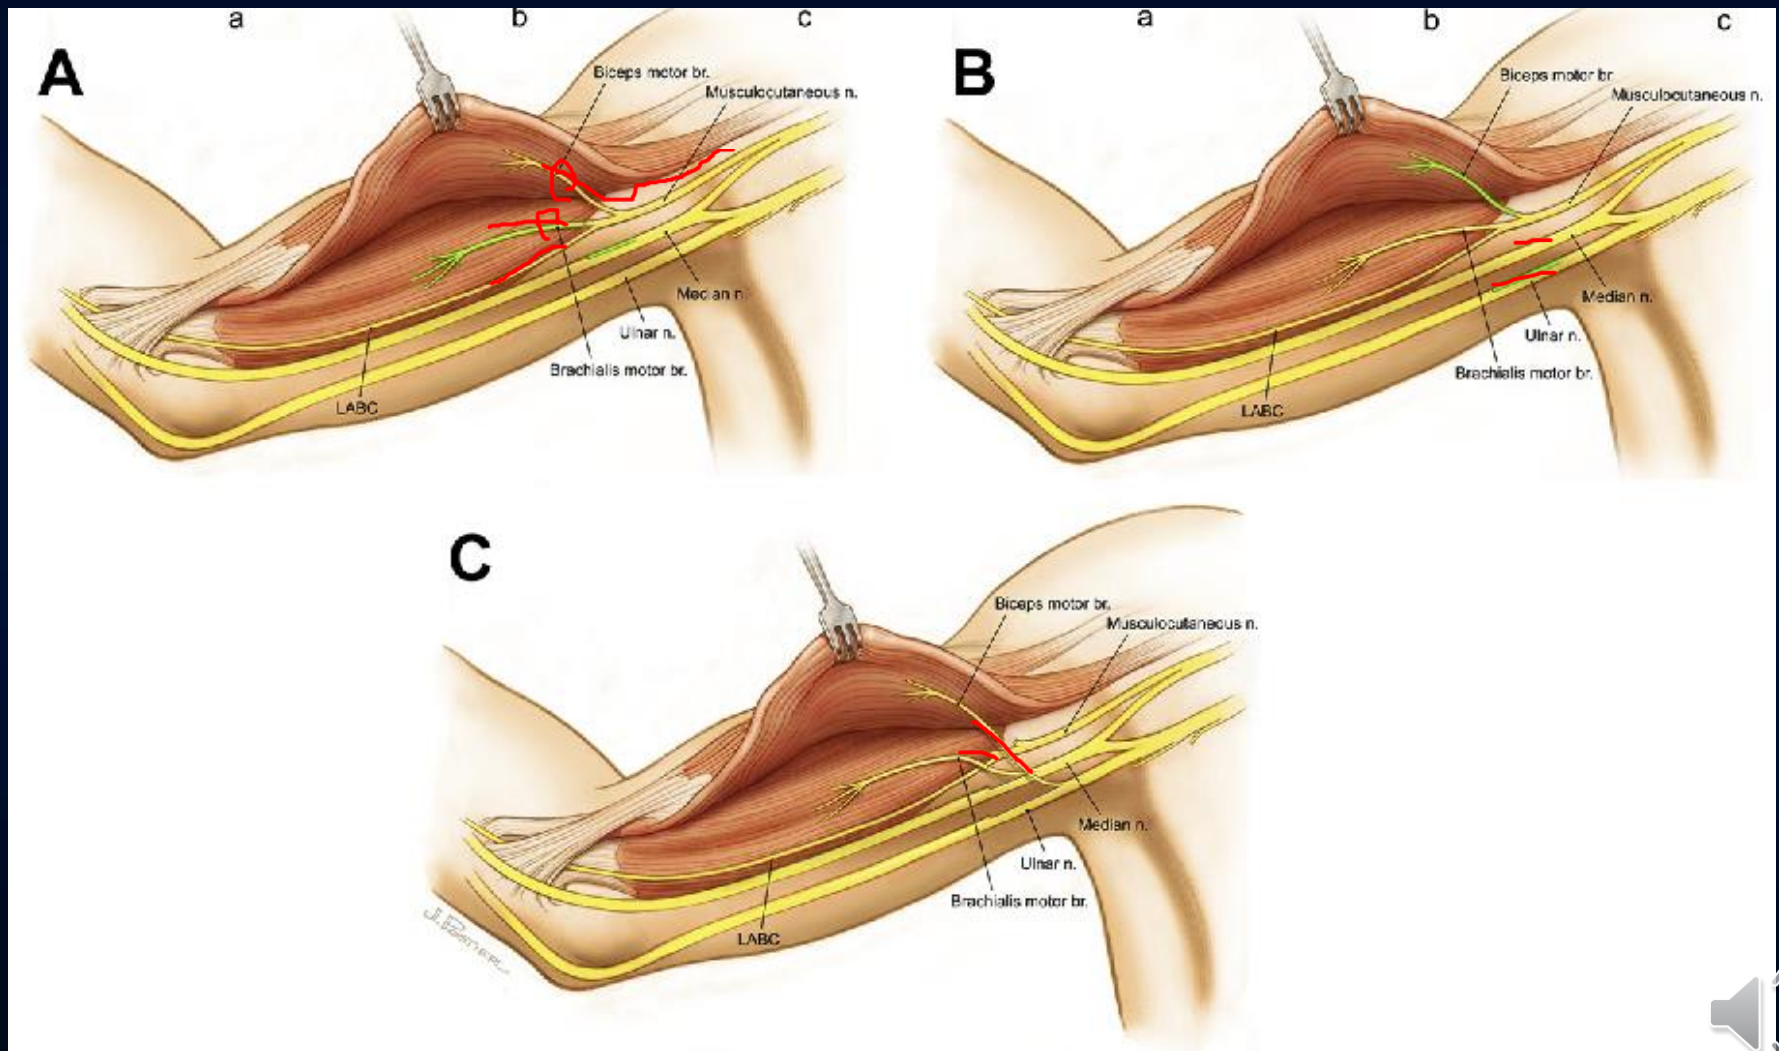 a b c
A
Biceps motor br.
Musculocutaneous n.
Median n.
Ulnar n.
Brachialis motor br.
LABC
a b c
B
Biceps motor br
Musculocutaneous n.
Median n.
Ulnar n.
Brachialis motor br.
LABC
C
Biceps motor br.
Musculocutaneous n.
Median n.
Ulnar n.
Brachialis motor br.
LABC